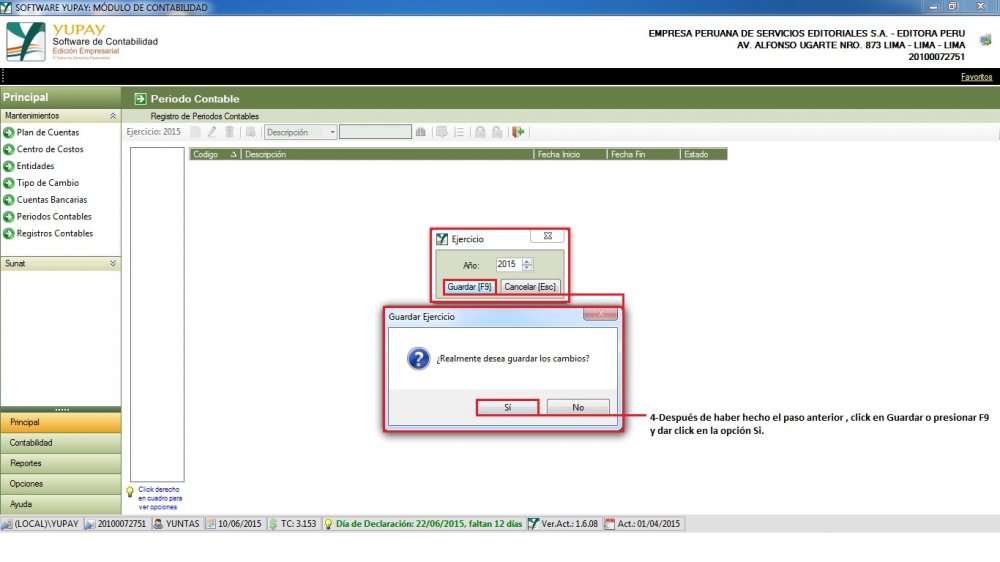 SOFTWARE YUPAY: MÓDULO DE CONTABILIDAD
YUPAY
Software de Contabilidad
Edición Empresarial
© Todos los Derechos Reservados
EMPRESA PERUANA DE SERVICIOS EDITORIALES S.A. - EDITORA PERU
AV. ALFONSO UGARTE NRO. 873 LIMA - LIMA - LIMA
20100072751
Favoritos
Principal
Periodo Contable
Mantenimientos
Registro de Periodos Contables
Ejercicio: 2015
Descripción
Plan de Cuentas
Centro de Costos
Entidades
Tipo de Cambio
Cuentas Bancarias
Periodos Contables
Registros Contables
Sunat
Codigo
Descripción
Fecha Inicio
Fecha Fin
Estado
Ejercicio
Año:
2015
Guardar [F9]
Cancelar [Esc]
Guardar Ejercicio
¿Realmente desea guardar los cambios?
Sí
No
4-Después de haber hecho el paso anterior , click en Guardar o presionar F9
y dar click en la opción Si.
Principal
Contabilidad
Reportes
Opciones
Ayuda
Click derecho
en cuadro para
ver opciones
(LOCAL)\YUPAY
20100072751
YUNTAS
10/06/2015
TC: 3.153
Día de Declaración: 22/06/2015, faltan 12 días
Ver.Act.: 1.6.08
Act.: 01/04/2015